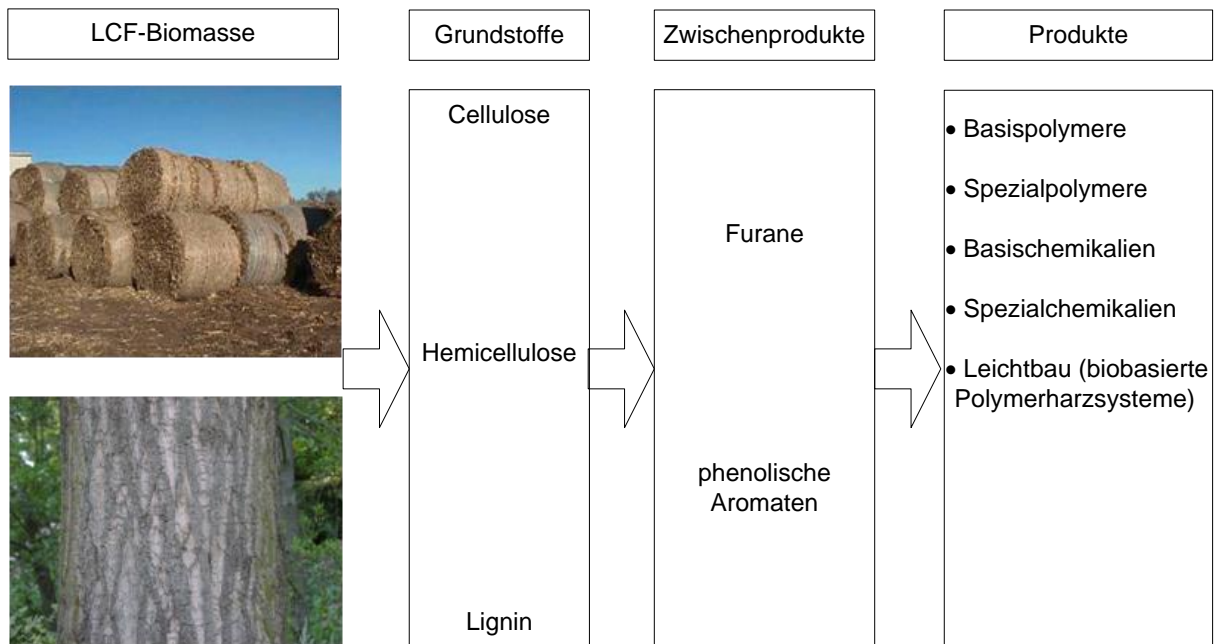 LCF-Biomasse
Grundstoffe
Zwischenprodukte
Produkte
Cellulose
Hemicellulose
Lignin
Furane
phenolische
Aromaten
• Basispolymere
• Spezialpolymere
• Basischemikalien
• Spezialchemikalien
• Leichtbau (biobasierte
Polymerharzsysteme)